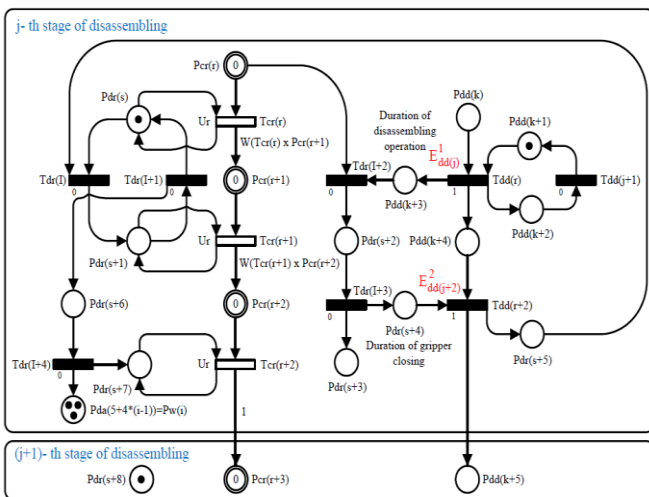 j- th stage of disassembling
Pcr(r)
0
Pdr(s)
Ur
Tcr(r)
W(Tcr(r) x Pcr(r+1)
Duration of
disassembling
operation
E¹dd(j)
Pdd(k)
Pdd(k+1)
Tdr(I)
0
Tdr(I+1)
0
0
Pcr(r+1)
Tdr(I+2)
0
Pdd(k+3)
1
Tdd(r)
0
Tdd(j+1)
Pdd(k+2)
Pdr(s+1)
Ur
Tcr(r+1)
W(Tcr(r+1) x Pcr(r+2)
Pdr(s+2)
Pdd(k+4)
E²dd(j+2)
Pdr(s+6)
0
Pcr(r+2)
Tdr(I+3)
0
Pdr(s+4)
1
Tdd(r+2)
Duration of gripper
closing
Pdr(s+5)
Tdr(I+4)
0
Pdr(s+7)
Ur
Tcr(r+2)
Pdr(s+3)
Pda(5+4*(i-1))=Pw(i)
1
(j+1)- th stage of disassembling
Pdr(s+8)
0
Pcr(r+3)
Pdd(k+5)